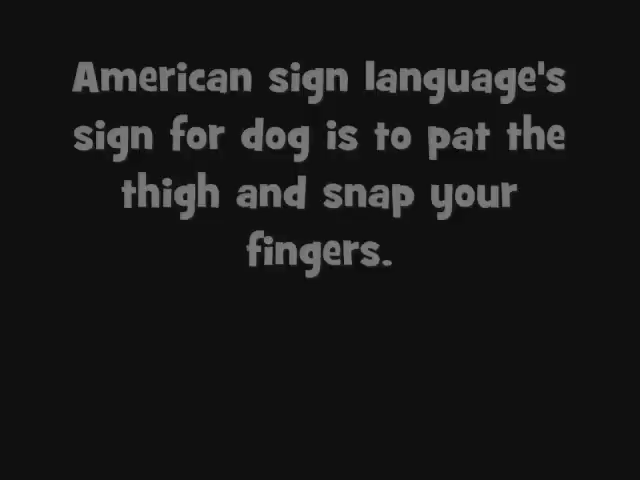 American sign language's
sign for dog is to pat the
thigh and snap your
fingers.